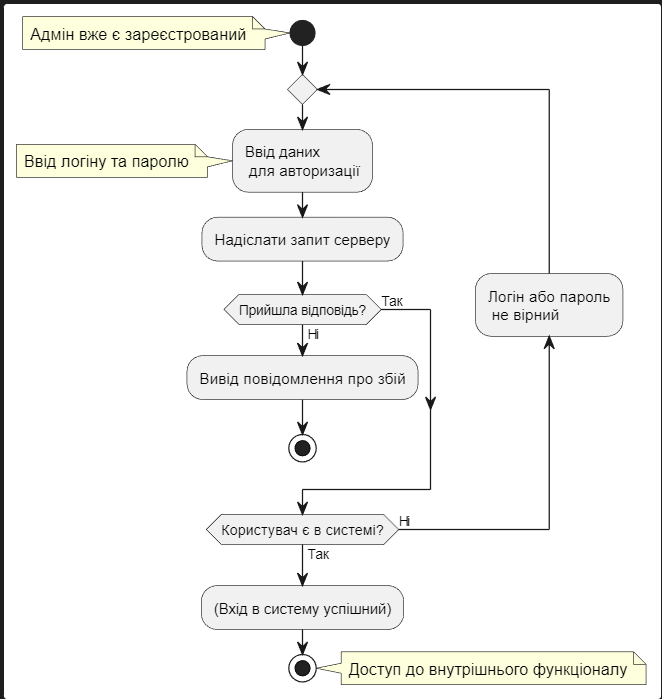 Адмін вже є зареєстрований
Ввід даних
для авторизації
Ввід логіну та паролю
Надіслати запит серверу
Прийшла відповідь?
Так
Ні
Логін або пароль
не вірний
Вивід повідомлення про збій
Користувач є в системі?
Ні
Так
(Вхід в систему успішний)
Доступ до внутрішнього функціоналу